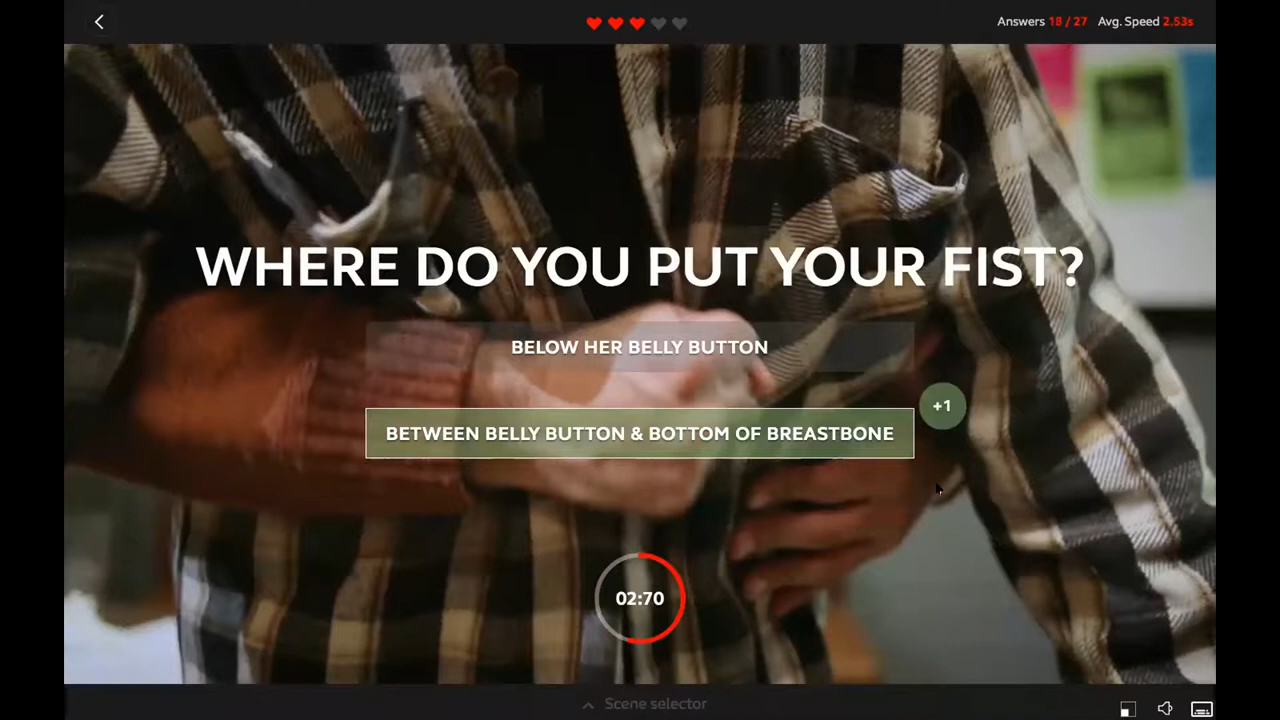 Answers 18 / 27 Avg. Speed 2.53s
WHERE DO YOU PUT YOUR FIST?
BELOW HER BELLY BUTTON
+1
BETWEEN BELLY BUTTON & BOTTOM OF BREASTBONE
02:70
Scene selector